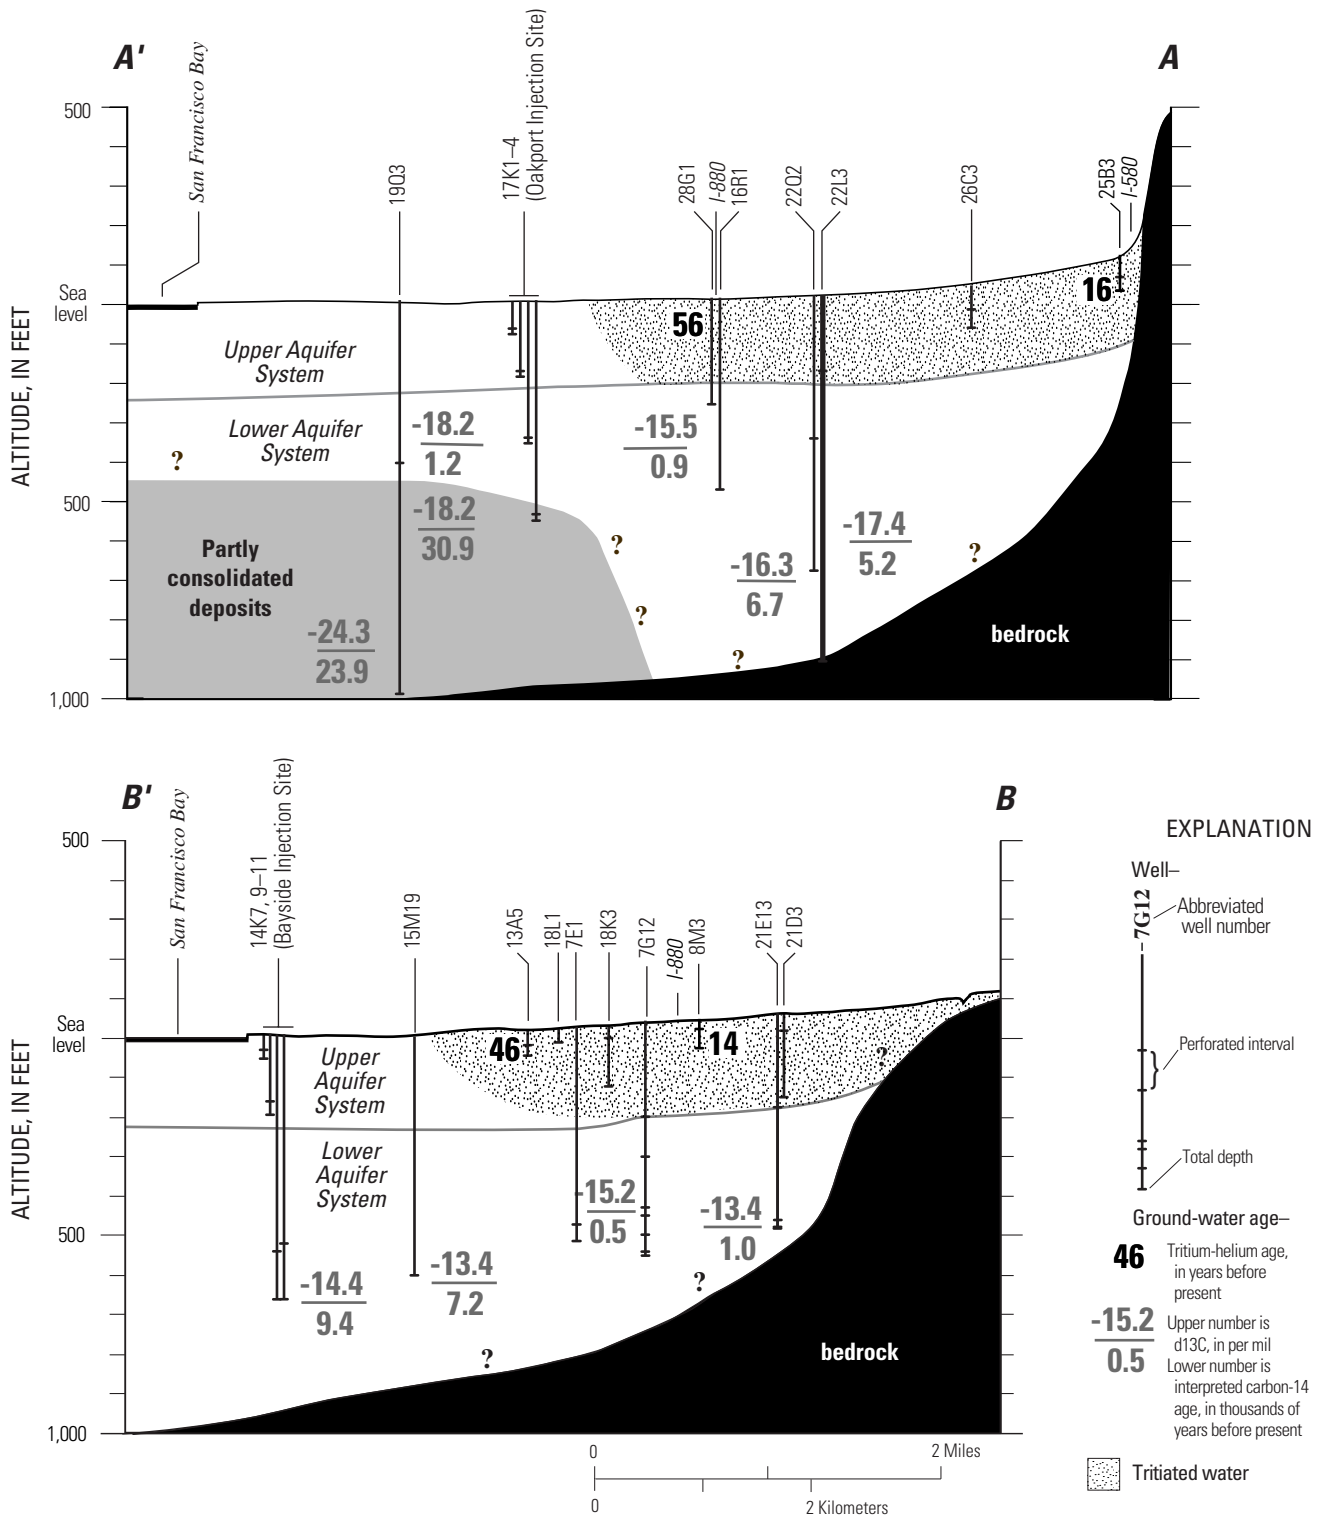 A'
A
San Francisco Bay
19Q3
17K1–4
(Oakport Injection Site)
28G1
I-880
16R1
22Q2
22L3
26C3
25B3
I-580
500
Sea
level
500
1,000
ALTITUDE, IN FEET
Upper Aquifer
System
Lower Aquifer
System
?
Partly
consolidated
deposits
-18.2
1.2
-18.2
30.9
-24.3
23.9
56
-15.5
0.9
-16.3
6.7
-17.4
5.2
16
?
?
?
?
bedrock
B'
B
San Francisco Bay
14K7, 9–11
(Bayside Injection Site)
15M19
13A5
18L1
7E1
18K3
7G12
I-880
8M3
21E13
21D3
500
Sea
level
500
1,000
ALTITUDE, IN FEET
Upper
Aquifer
System
Lower
Aquifer
System
46
14
?
-14.4
9.4
-13.4
7.2
-15.2
0.5
-13.4
1.0
?
?
bedrock
0
2 Miles
0
2 Kilometers
EXPLANATION
Well–
7G12
Abbreviated
well number
Perforated interval
Total depth
Ground-water age–
46
Tritium-helium age,
in years before
present
-15.2
0.5
Upper number is
d13C, in per mil
Lower number is
interpreted carbon-14
age, in thousands of
years before present
Tritiated water